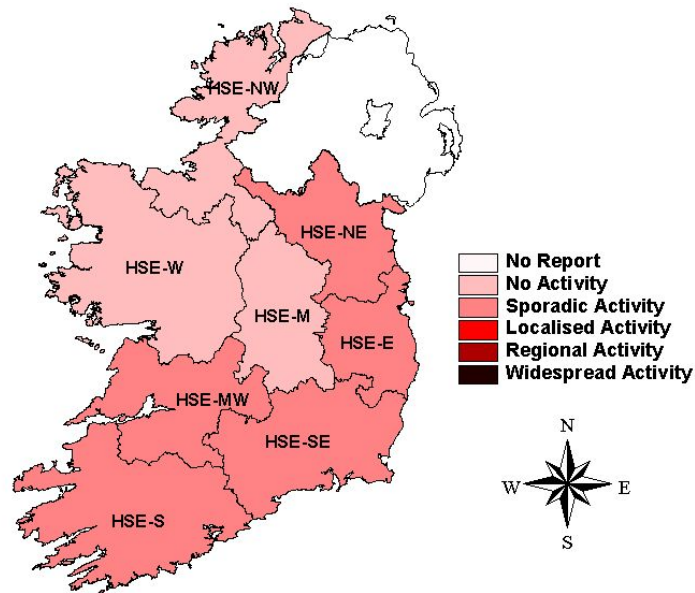 HSE-NW
HSE-NE
HSE-W
HSE-M
HSE-E
HSE-MW
HSE-SE
HSE-S
No Report
No Activity
Sporadic Activity
Localised Activity
Regional Activity
Widespread Activity
N
W
E
S